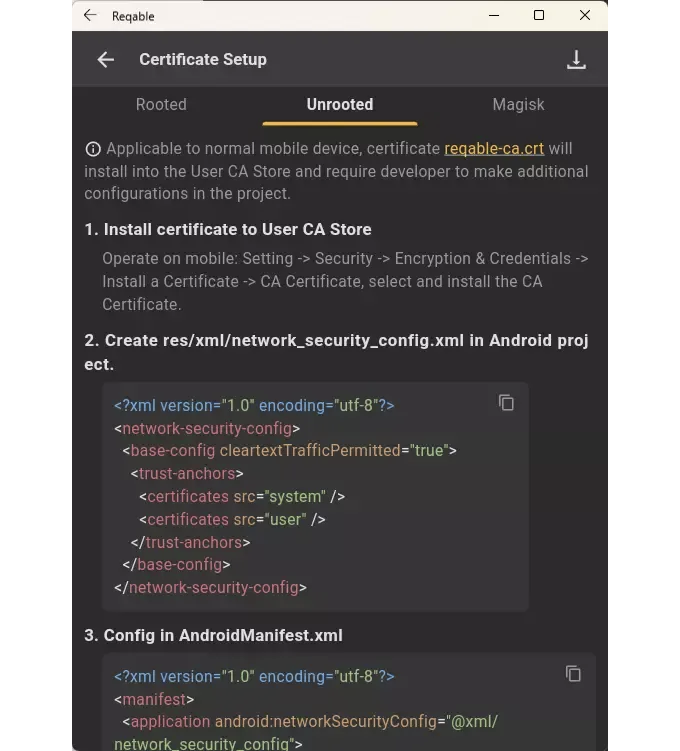 Reqable
Certificate Setup
Rooted
Unrooted
Magisk
Applicable to normal mobile device, certificate reqable-ca.crt will
install into the User CA Store and require developer to make additional
configurations in the project.
1. Install certificate to User CA Store
Operate on mobile: Setting -> Security -> Encryption & Credentials ->
Install a Certificate -> CA Certificate, select and install the CA
Certificate.
2. Create res/xml/network_security_config.xml in Android proj
ect.
<?xml version="1.0" encoding="utf-8"?>
<network-security-config>
<base-config cleartextTrafficPermitted="true">
<trust-anchors>
<certificates src="system" />
<certificates src="user" />
</trust-anchors>
</base-config>
</network-security-config>
3. Config in AndroidManifest.xml
<?xml version="1.0" encoding="utf-8"?>
<manifest>
<application android:networkSecurityConfig="@xml/
network_security_config">